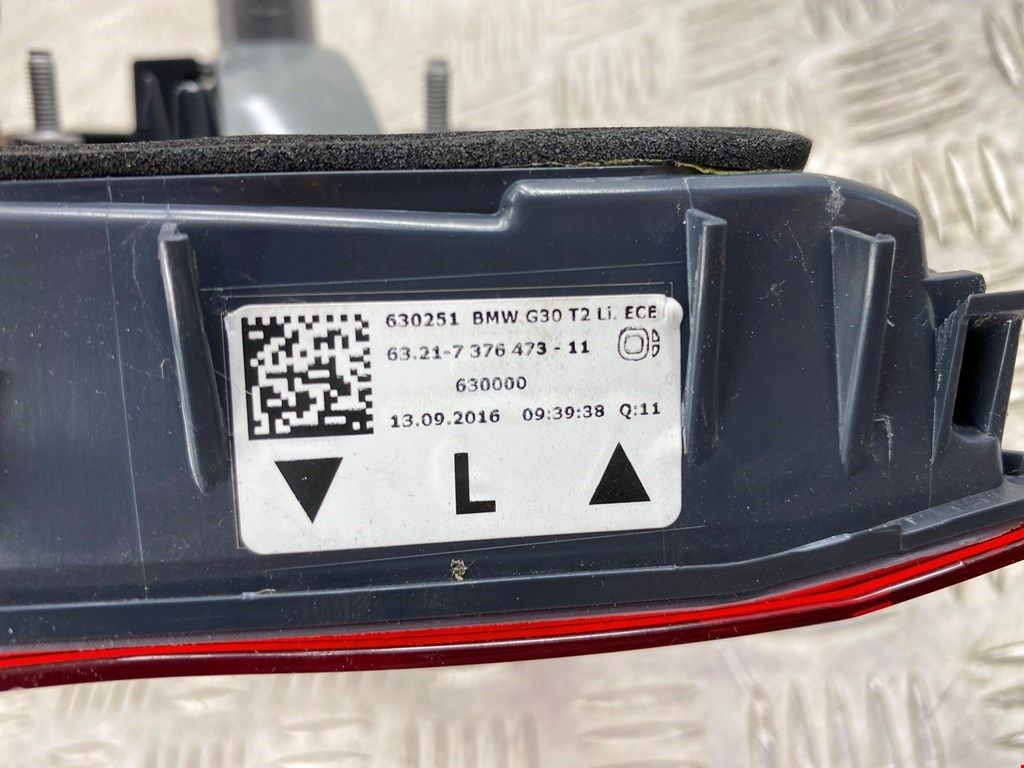 630251 BMW G30 T2 Li. ECE
63.21-7 376 473 - 11
630000
13.09.2016 09:39:38 Q:11
L